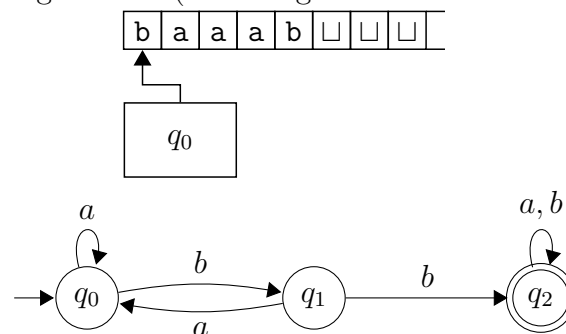 b a a a b ⊔ ⊔ ⊔
q₀
a
a, b
b
b
q₀ q₁ q₂
a